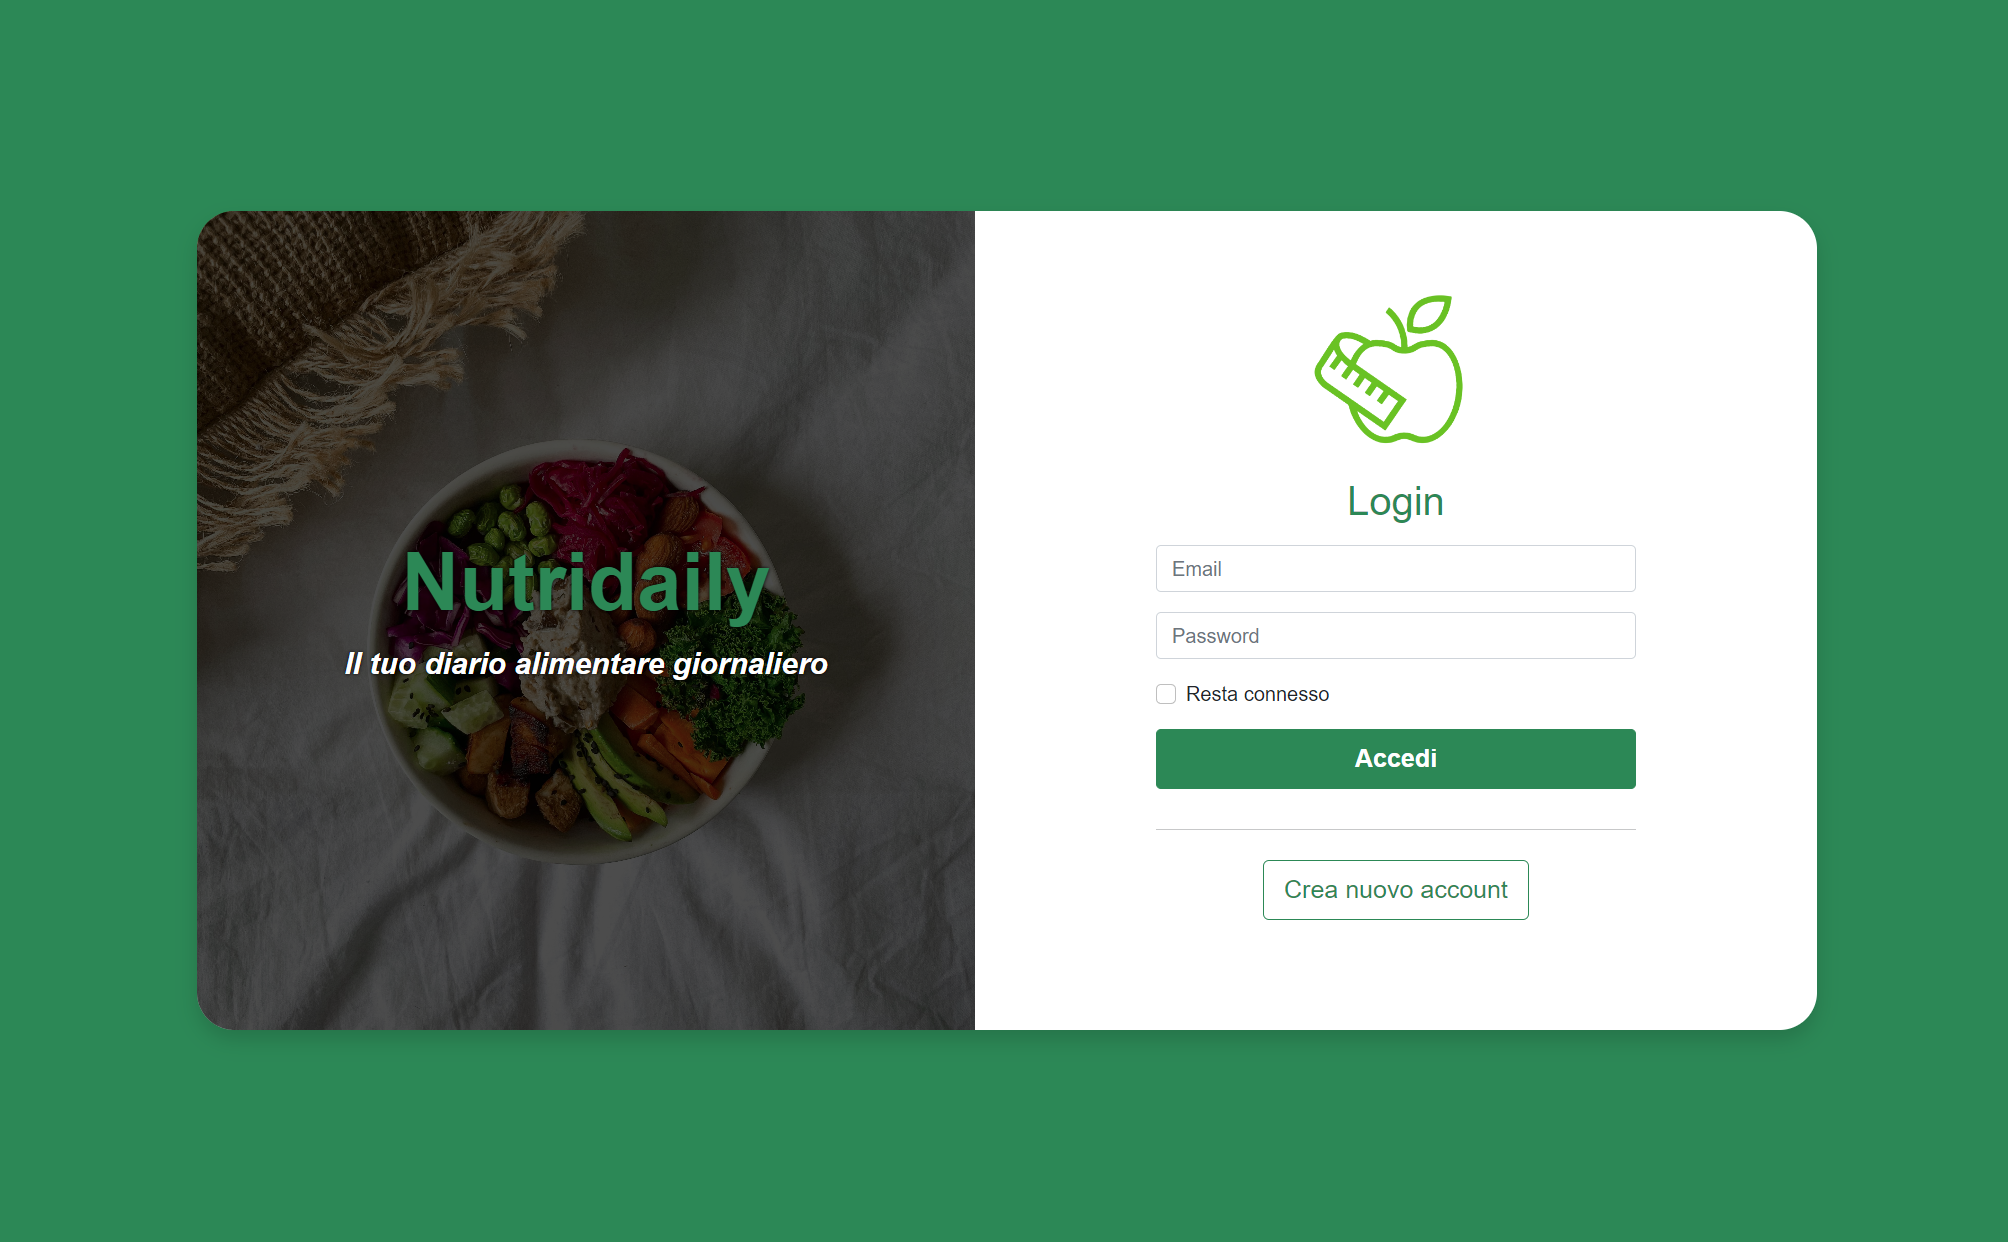 Nutridaily
Il tuo diario alimentare giornaliero
Login
Email
Password
Resta connesso
Accedi
Crea nuovo account